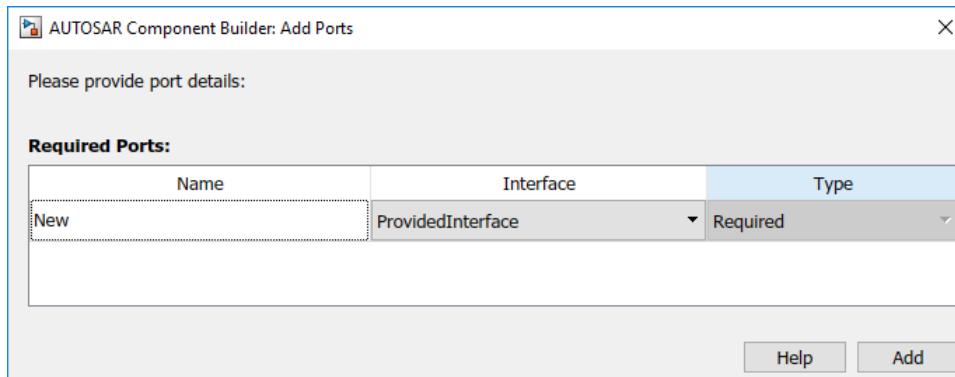 AUTOSAR Component Builder: Add Ports
Please provide port details:
Required Ports:
Name Interface Type
New ProvidedInterface Required
Help Add